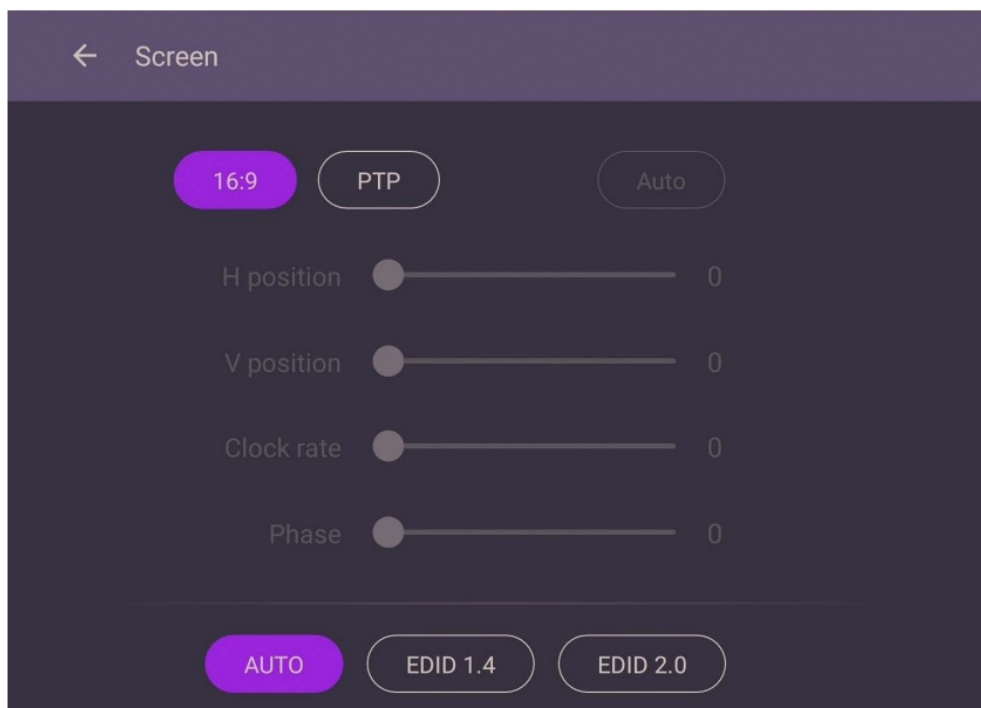 Screen
16:9 PTP Auto
H position 0
V position 0
Clock rate 0
Phase 0
AUTO EDID 1.4 EDID 2.0